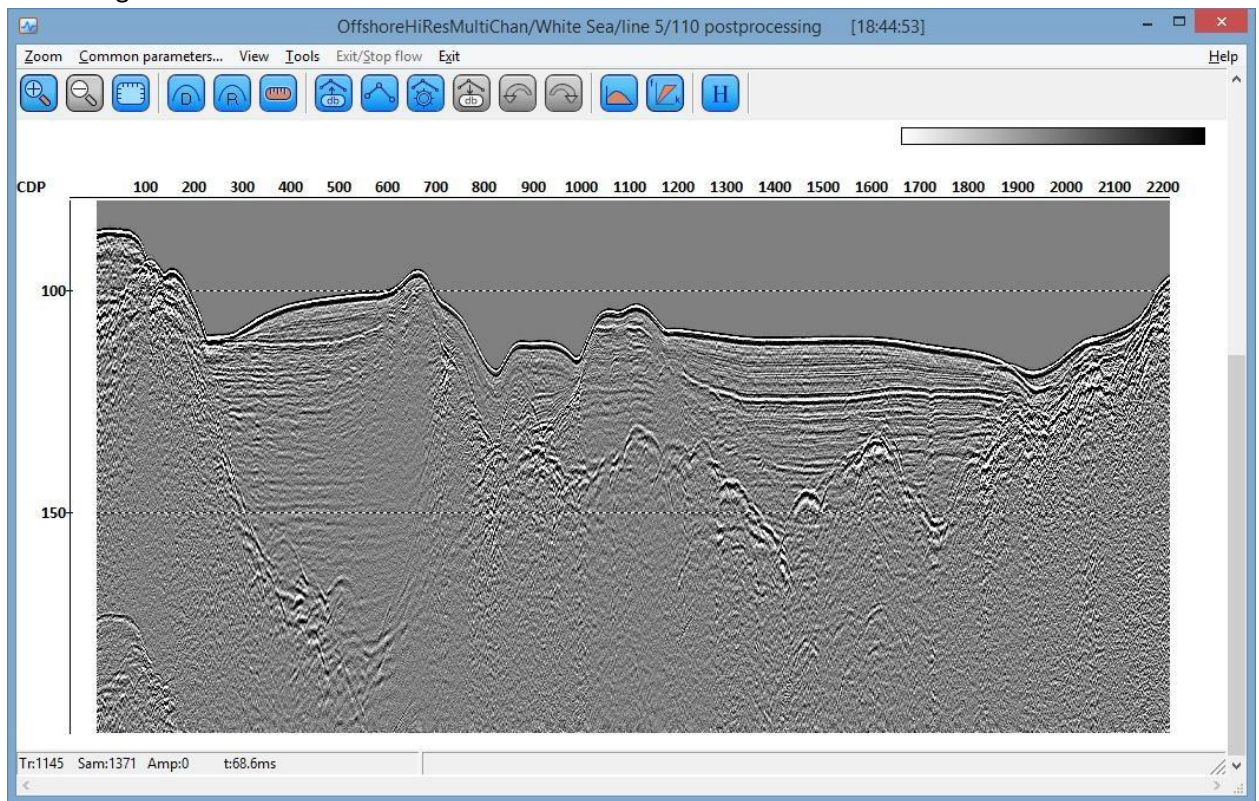 OffshoreHiResMultiChan/White Sea/line 5/110 postprocessing [18:44:53]
Zoom Common parameters... View Tools Exit/Stop flow Exit Help
D R db db f k H
CDP 100 200 300 400 500 600 700 800 900 1000 1100 1200 1300 1400 1500 1600 1700 1800 1900 2000 2100 2200
100
150
Tr:1145 Sam:1371 Amp:0 t:68.6ms